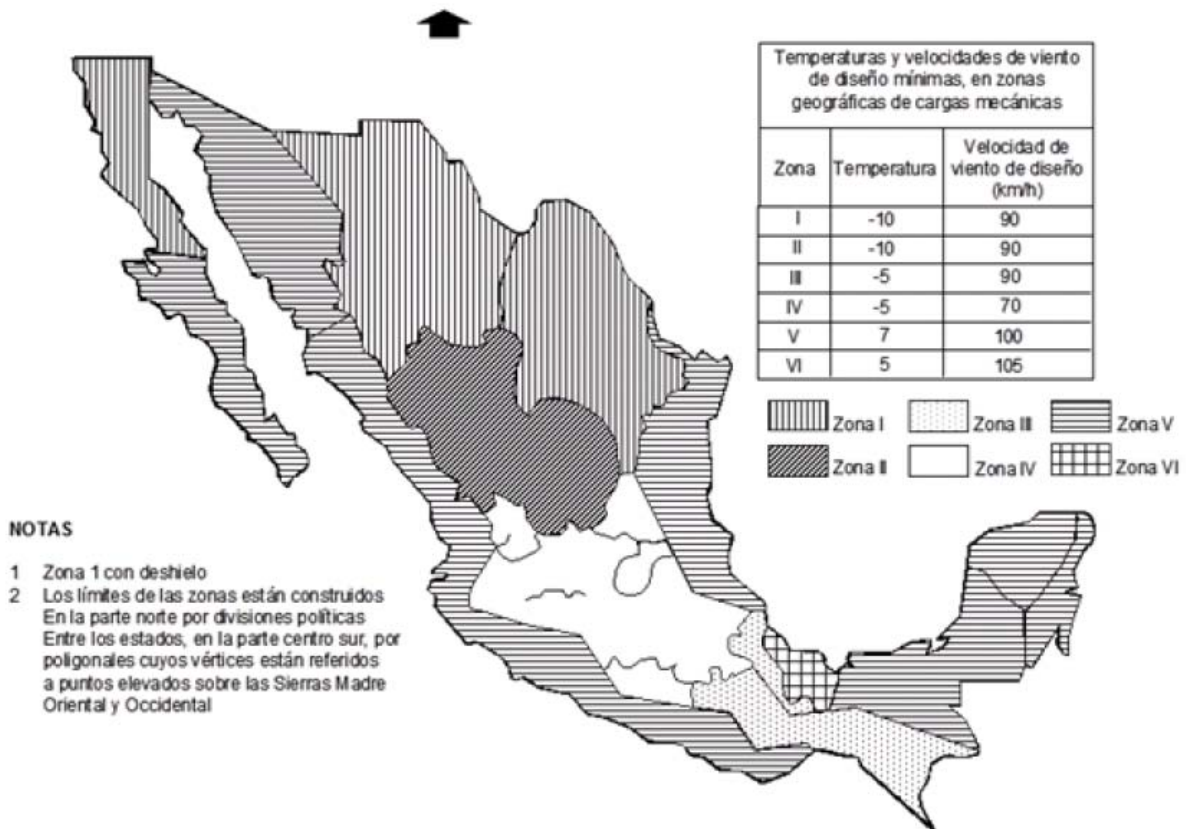 Temperaturas y velocidades de viento
de diseño mínimas, en zonas
geográficas de cargas mecánicas
Zona Temperatura Velocidad de
viento de diseño
(km/h)
I -10 90
II -10 90
III -5 90
IV -5 70
V 7 100
VI 5 105
Zona I Zona III Zona V
Zona II Zona IV Zona VI
NOTAS
1 Zona 1 con deshielo
2 Los límites de las zonas están construidos
En la parte norte por divisiones políticas
Entre los estados, en la parte centro sur, por
poligonales cuyos vértices están referidos
a puntos elevados sobre las Sierras Madre
Oriental y Occidental